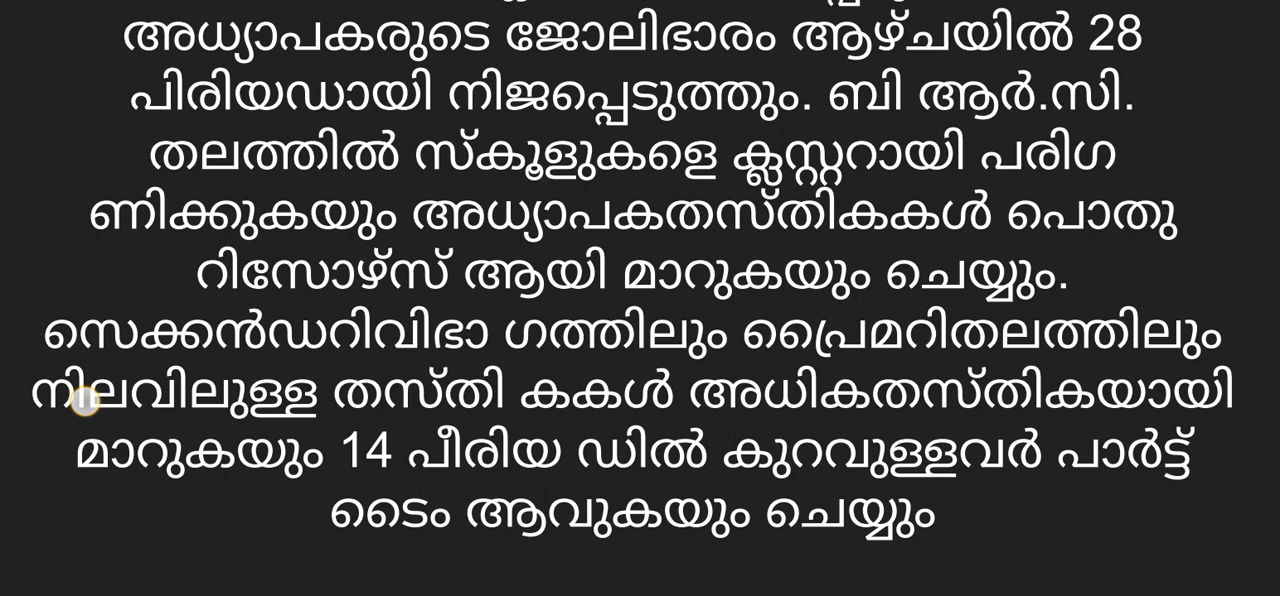 അധ്യാപകരുടെ ജോലിഭാരം ആഴ്ചയിൽ 28
പിരിയഡായി നിജപ്പെടുത്തും. ബി ആർ.സി.
തലത്തിൽ സ്കൂളുകളെ ക്ലസ്റ്ററായി പരിഗ
ണിക്കുകയും അധ്യാപകതസ്തികകൾ പൊതു
റിസോഴ്സ് ആയി മാറുകയും ചെയ്യും.
സെക്കൻഡറിവിഭാ ഗത്തിലും പ്രൈമറിതലത്തിലും
നിലവിലുള്ള തസ്തി കകൾ അധികതസ്തികയായി
മാറുകയും 14 പീരിയ ഡിൽ കുറവുള്ളവർ പാർട്ട്
ടൈം ആവുകയും ചെയ്യും